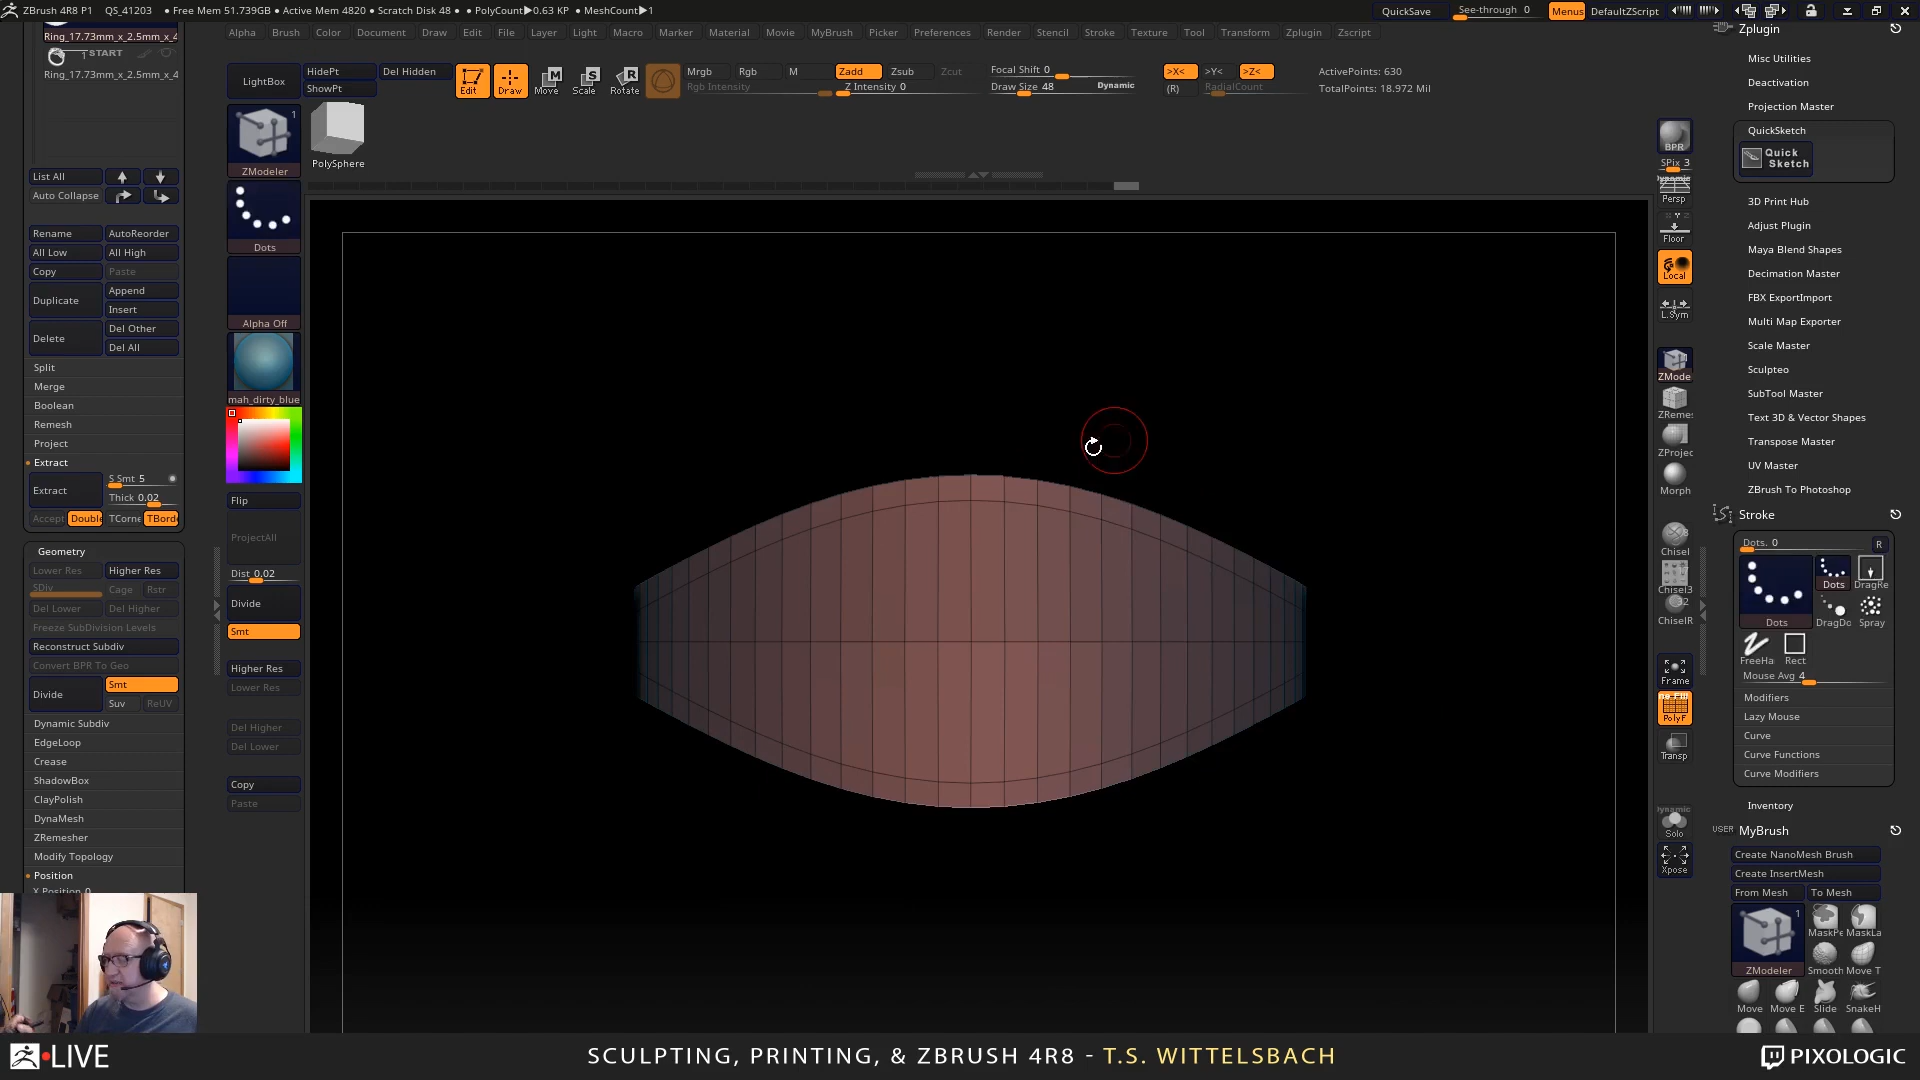 ZBrush 4R8 P1 QS_41203 • Free Mem 51.739GB • Active Mem 4820 • Scratch Disk 48 • • PolyCount▶0.63 KP • MeshCount▶1
QuickSave See-through 0 Menus DefaultZScript
Alpha Brush Color Document Draw Edit File Layer Light Macro Marker Material Movie MyBrush Picker Preferences Render Stencil Stroke Texture Tool Transform Zplugin Zscript
Ring_17.73mm_x_2.5mm_x_4
START
Ring_17.73mm_x_2.5mm_x_4
List All
Auto Collapse
Rename AutoReorder
All Low All High
Copy Paste
Duplicate Append
Insert
Delete Del Other
Del All
Split
Merge
Boolean
Remesh
Project
Extract
Extract S Smt 5
Thick 0.02
Accept Double TCorne TBord
Geometry
Lower Res Higher Res
SDiv Cage Rstr
Del Lower Del Higher
Freeze SubDivision Levels
Reconstruct Subdiv
Convert BPR To Geo
Divide Smt
Suv ReUV
Dynamic Subdiv
EdgeLoop
Crease
ShadowBox
ClayPolish
DynaMesh
ZRemesher
Modify Topology
Position
X Position 0
LightBox
HidePt
ShowPt
Del Hidden
Edit Draw Move Scale Rotate
Mrgb Rgb M Zadd Zsub Zcut
Rgb Intensity Z Intensity 0
Focal Shift 0
Draw Size 48 Dynamic
>X< >Y< >Z<
(R) RadialCount
ActivePoints: 630
TotalPoints: 18.972 Mil
1
ZModeler
PolySphere
Dots
Alpha Off
mah_dirty_blue
Flip
ProjectAll
Dist 0.02
Divide
Smt
Higher Res
Lower Res
Del Higher
Del Lower
Copy
Paste
BPR
SPix 3
Dynamic
Persp
Floor
Local
L.Sym
ZMode
ZRemes
ZProjec
Morph
Chisel
Chisel3
ChiselR
Frame
PolyF
Transp
Dynamic
Solo
Xpose
Zplugin
Misc Utilities
Deactivation
Projection Master
QuickSketch
Quick
Sketch
3D Print Hub
Adjust Plugin
Maya Blend Shapes
Decimation Master
FBX ExportImport
Multi Map Exporter
Scale Master
Sculpteo
SubTool Master
Text 3D & Vector Shapes
Transpose Master
UV Master
ZBrush To Photoshop
Stroke
Dots. 0 R
Dots DragRe
Dots DragDo Spray
FreeHa Rect
Mouse Avg 4
Modifiers
Lazy Mouse
Curve
Curve Functions
Curve Modifiers
Inventory
USER MyBrush
Create NanoMesh Brush
Create InsertMesh
From Mesh To Mesh
1
MaskPe MaskLa
ZModeler Smooth Move T
Move Move E Slide SnakeH
LIVE
SCULPTING, PRINTING, & ZBRUSH 4R8 - T.S. WITTELSBACH
PIXOLOGIC